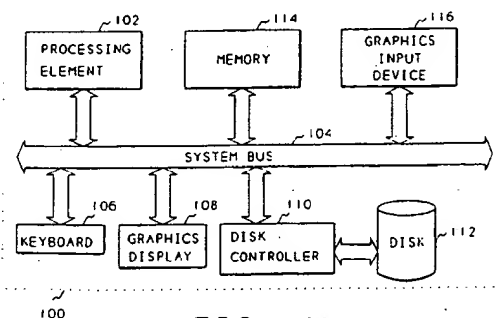 102
114
116
PROCESSING
ELEMENT
MEMORY
GRAPHICS
INPUT
DEVICE
104
SYSTEM BUS
106
108
110
KEYBOARD
GRAPHICS
DISPLAY
DISK
CONTROLLER
DISK
112
100